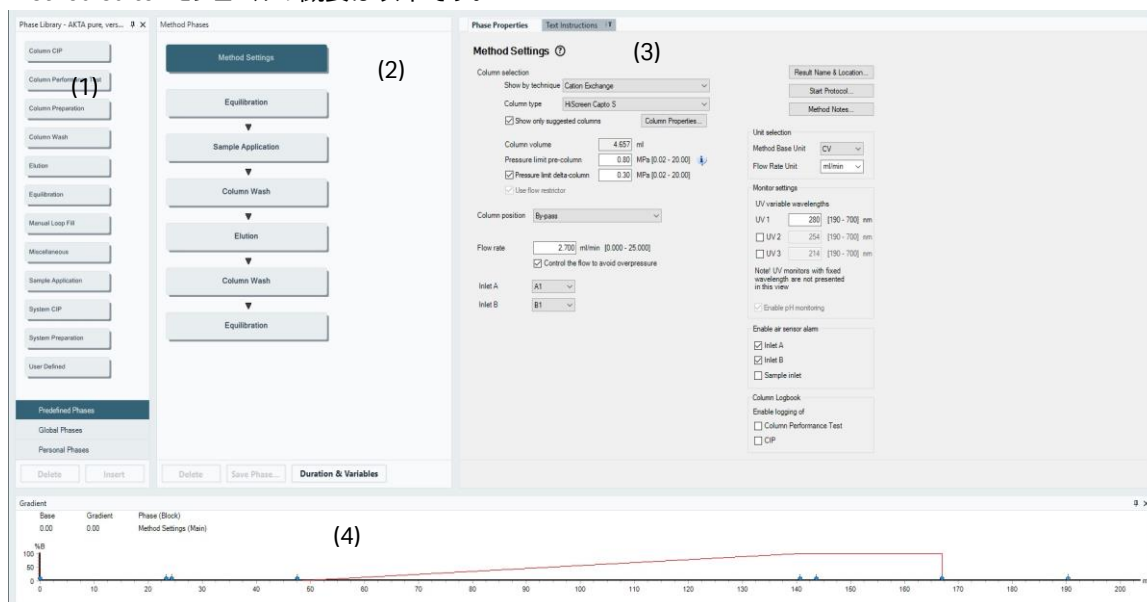 Phase Library - AKTA pure, vers...
Column CIP
Column Performance Test
(1)
Column Preparation
Column Wash
Elution
Equilibration
Manual Loop Fill
Miscellaneous
Sample Application
System CIP
System Preparation
User Defined
Predefined Phases
Global Phases
Personal Phases
Delete Insert
Method Phases
Method Settings
(2)
Equilibration
Sample Application
Column Wash
Elution
Column Wash
Equilibration
Delete Save Phase... Duration & Variables
Phase Properties Text Instructions
Method Settings
(3)
Column selection
Show by technique Cation Exchange
Column type HiScreen Capto S
Show only suggested columns Column Properties...
Column volume 4.657 ml
Pressure limit pre-column 0.80 MPa [0.02 - 20.00]
Pressure limit delta-column 0.30 MPa [0.02 - 20.00]
Use flow restrictor
Column position By-pass
Flow rate 2.700 ml/min [0.000 - 25.000]
Control the flow to avoid overpressure
Inlet A A1
Inlet B B1
Result Name & Location...
Start Protocol...
Method Notes...
Unit selection
Method Base Unit CV
Flow Rate Unit ml/min
Monitor settings
UV variable wavelengths
UV 1 280 [190 - 700] nm
UV 2 254 [190 - 700] nm
UV 3 214 [190 - 700] nm
Note! UV monitors with fixed
wavelength are not presented
in this view
Enable pH monitoring
Enable air sensor alarm
Inlet A
Inlet B
Sample inlet
Column Logbook
Enable logging of
Column Performance Test
CIP
Gradient
Base Gradient Phase (Block)
0.00 0.00 Method Settings (Main)
(4)
%B
100
50
0
0 10 20 30 40 50 60 70 80 90 100 110 120 130 140 150 160 170 180 190 200